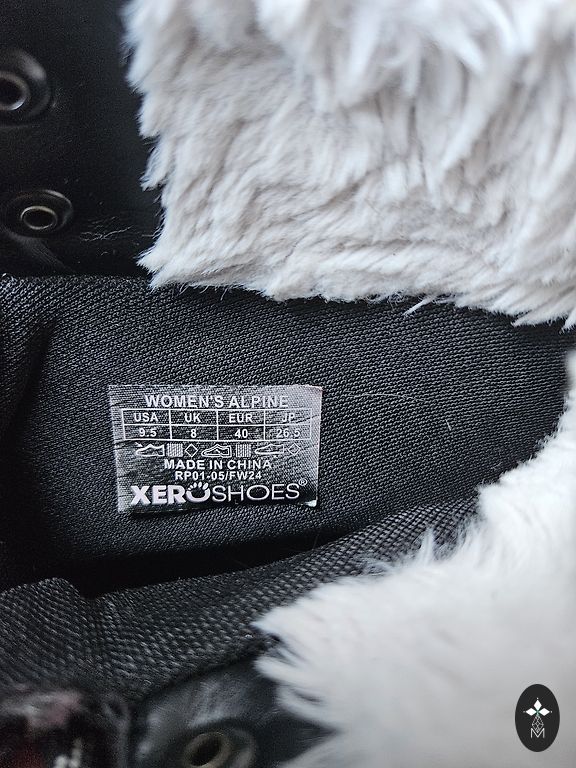 WOMEN'S ALPINE
USA UK EUR JP
9.5 8 40 26.5
MADE IN CHINA
RP01-05/FW24
XEROSHOES®
M